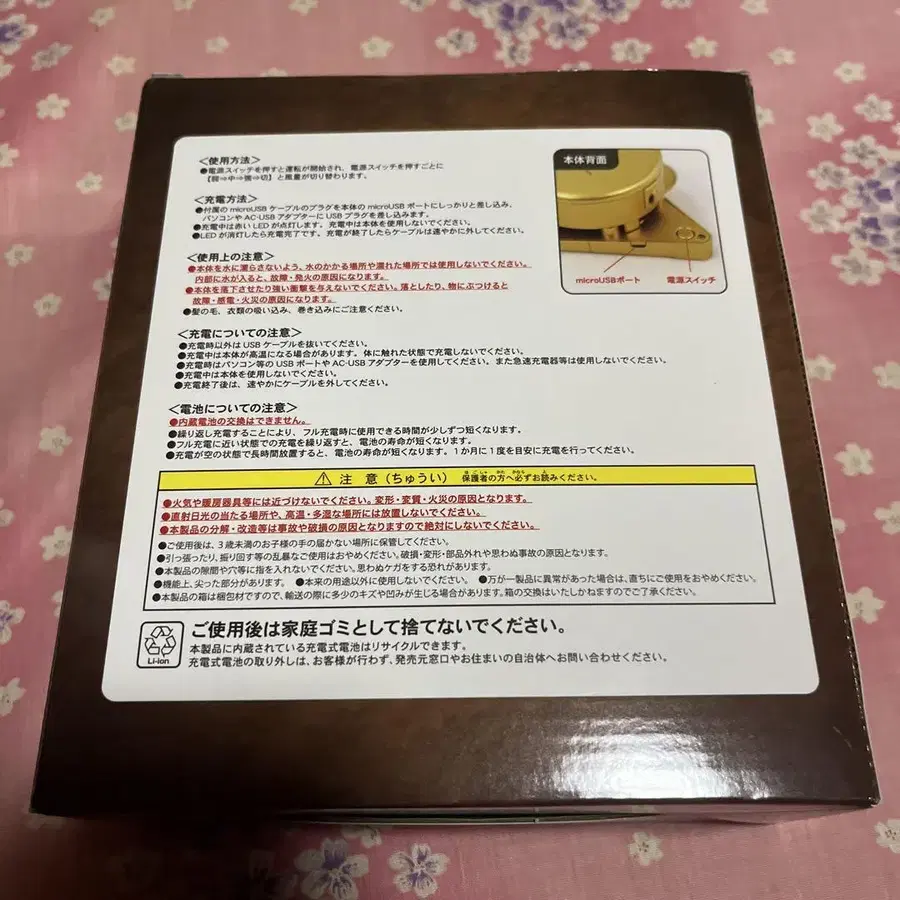 <使用方法>
●電源スイッチを押すと運転が開始され、電源スイッチを押すごとに
【弱⇒中⇒強⇒切】と風量が切り替わります。
<充電方法>
●付属の microUSB ケーブルのプラグを本体の microUSB ポートにしっかりと差し込み、
パソコンや AC-USB アダプターに USB プラグを差し込みます。
●充電中は赤い LED が点灯します。充電中は本体を使用しないでください。
●LED が消灯したら充電完了です。充電が終了したらケーブルは速やかに外してください。
<使用上の注意>
●本体を水に濡らさないよう、水のかかる場所や濡れた場所では使用しないでください。
内部に水が入ると、故障・発火の原因になります。
●本体を落下させたり強い衝撃を与えないでください。落としたり、物にぶつけると
故障・感電・火災の原因になります。
●髪の毛、衣類の吸い込み、巻き込みにご注意ください。
本体背面
microUSBポート
電源スイッチ
<充電についての注意>
●充電時以外は USB ケーブルを抜いてください。
●充電中は本体が高温になる場合があります。体に触れた状態で充電しないでください。
●充電時はパソコン等の USB ポートや AC-USB アダプターを使用してください。また急速充電器等は使用しないでください。
●充電中は本体を使用しないでください。
●充電終了後は、速やかにケーブルを外してください。
<電池についての注意>
●内蔵電池の交換はできません。
●繰り返し充電することにより、フル充電時に使用できる時間が少しずつ短くなります。
●フル充電に近い状態での充電を繰り返すと、電池の寿命が短くなります。
●充電が空の状態で長時間放置すると、電池の寿命が短くなります。1か月に1度を目安に充電を行ってください。
注意(ちゅうい) 保護者の方へ必ずお読みください。
●火気や暖房器具等には近づけないでください。変形・変質・火災の原因となります。
●直射日光の当たる場所や、高温・多湿な場所には放置しないでください。
●本製品の分解・改造等は事故や破損の原因となりますので絶対にしないでください。
●ご使用後は、3歳未満のお子様の手の届かない場所に保管してください。
●引っ張ったり、振り回す等の乱暴なご使用はおやめください。破損・変形・部品外れや思わぬ事故の原因となります。
●本製品の隙間や穴等に指を入れないでください。思わぬケガをする恐れがあります。
●機能上、尖った部分があります。 ●本来の用途以外に使用しないでください。 ●万が一製品に異常があった場合は、直ちにご使用をおやめください。
●本製品の箱は梱包材ですので、輸送の際に多少のキズや凹みが生じる場合があります。箱の交換はいたしかねますのでご了承ください。
Li-ion
ご使用後は家庭ゴミとして捨てないでください。
本製品に内蔵されている充電式電池はリサイクルできます。
充電式電池の取り外しは、お客様が行わず、発売元窓口やお住まいの自治体へお問い合わせください。